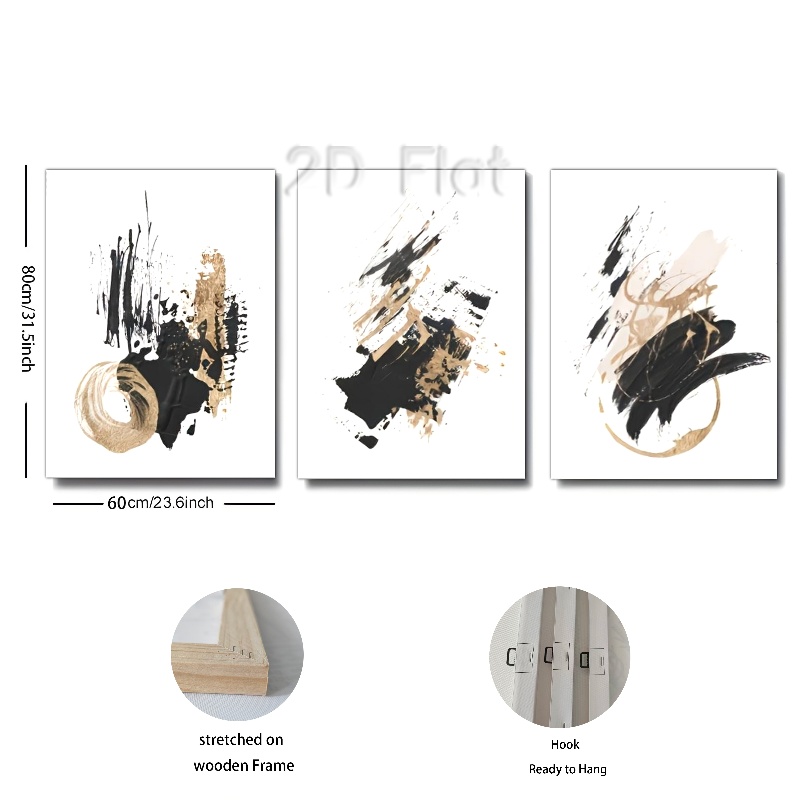 2D Flat
80cm/31.5inch
60cm/23.6inch
stretched on
wooden Frame
Hook
Ready to Hang